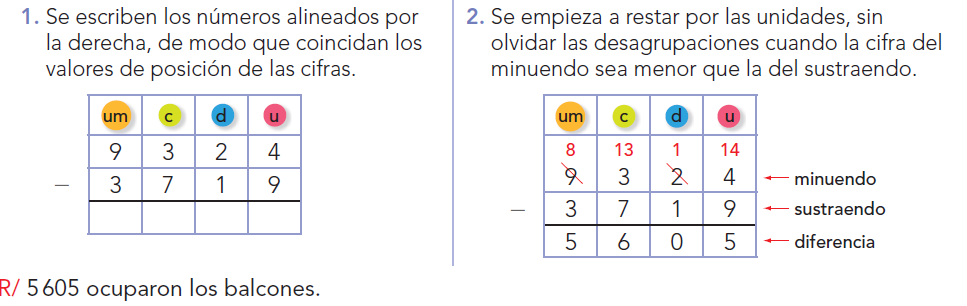 1. Se escriben los números alineados por
la derecha, de modo que coincidan los
valores de posición de las cifras.
um c d u
9 3 2 4
– 3 7 1 9
2. Se empieza a restar por las unidades, sin
olvidar las desagrupaciones cuando la cifra del
minuendo sea menor que la del sustraendo.
um c d u
8 13 1 14
9 3 2 4 minuendo
– 3 7 1 9 sustraendo
5 6 0 5 diferencia
R/ 5 605 ocuparon los balcones.